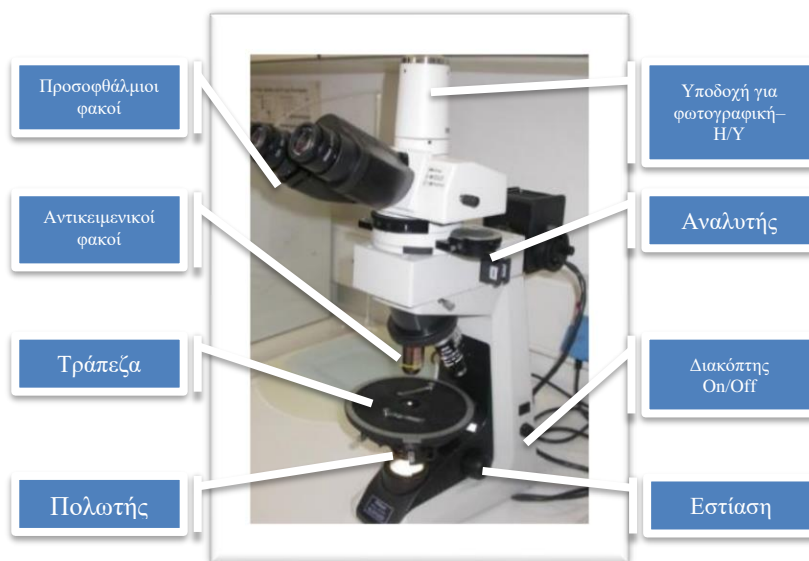 Προσοφθάλμιοι
φακοί
Αντικειμενικοί
φακοί
Τράπεζα
Πολωτής
Υποδοχή για
φωτογραφική–
Η/Υ
Αναλυτής
Διακόπτης
On/Off
Εστίαση